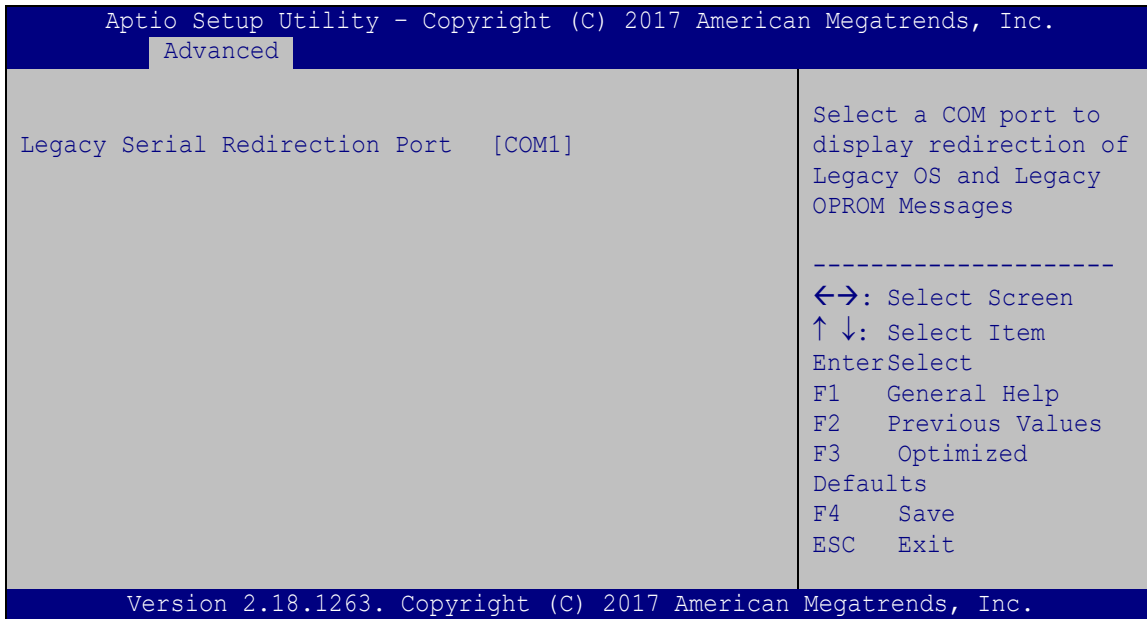 Aptio Setup Utility – Copyright (C) 2017 American Megatrends, Inc.
Advanced
Legacy Serial Redirection Port [COM1]
Select a COM port to
display redirection of
Legacy OS and Legacy
OPROM Messages
---------------------
←→: Select Screen
↑ ↓: Select Item
EnterSelect
F1 General Help
F2 Previous Values
F3 Optimized
Defaults
F4 Save
ESC Exit
Version 2.18.1263. Copyright (C) 2017 American Megatrends, Inc.